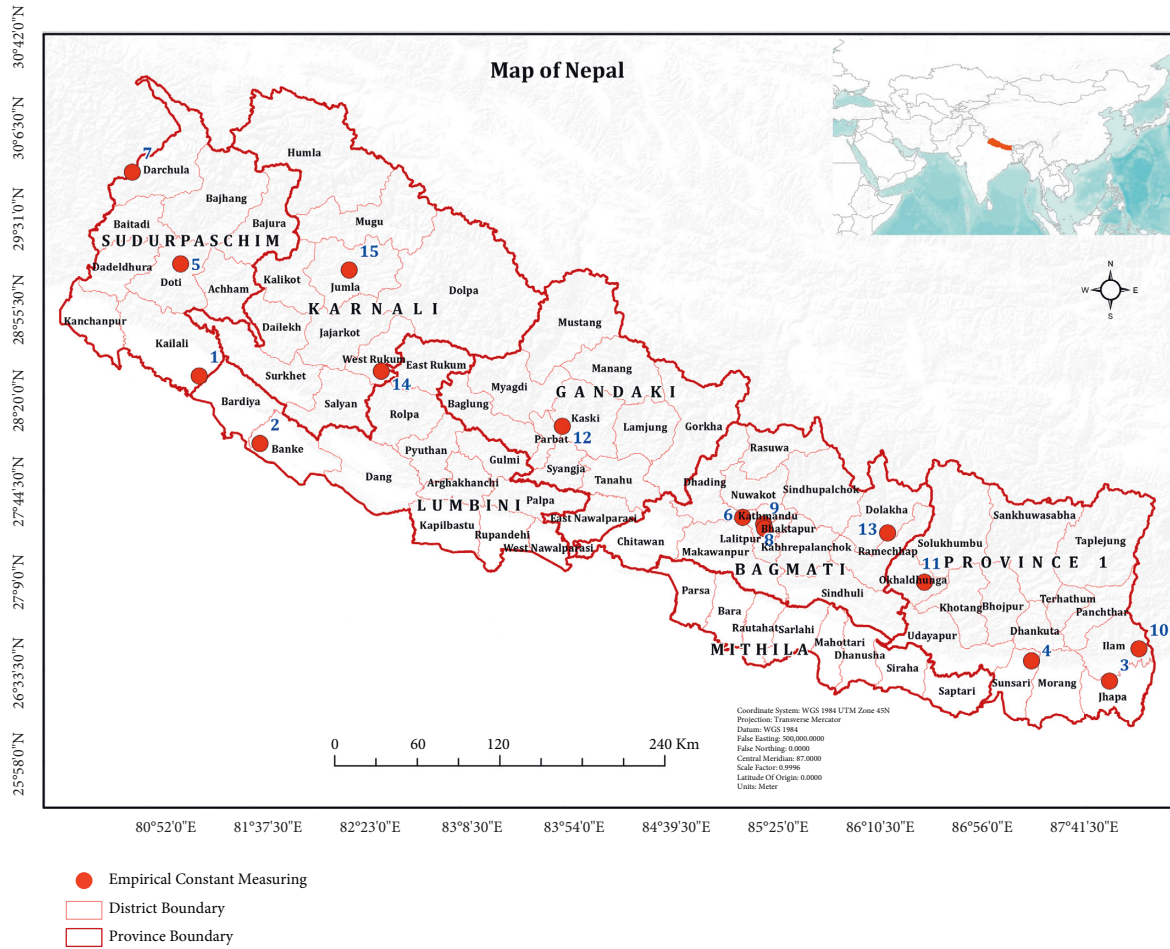 Map of Nepal
30°42'0"N
30°6'30"N
29°31'0"N
28°55'30"N
28°20'0"N
27°44'30"N
27°9'0"N
26°33'30"N
25°58'0"N
N
W E
S
7
Darchula
Humla
Bajhang
Baitadi
Bajura
Mugu
SUDURPASCHIM
15
Dadeldhura
5
Doti
Achham
Kalikot
Jumla
Dolpa
KARNALI
Kanchanpur
Dailekh
Jajarkot
Mustang
Kailali
1
West Rukum
East Rukum
Manang
Surkhet
14
Myagdi
GANDAKI
Bardiya
Salyan
Rolpa
Baglung
Kaski
2
12
Lamjung
Gorkha
Banke
Parbat
Pyuthan
Gulmi
Syangja
Rasuwa
Dang
Arghakhanchi
Tanahu
Dhading
Nuwakot
Sindhupalchok
LUMBINI
Palpa
9
Dolakha
Kapilbastu
East Nawalparasi
6
Kathmandu
Bhaktapur
13
Sankhuwasabha
Rupandehi
Chitawan
Lalitpur
8
Taplejung
West Nawalparasi
Makawanpur
Kabhrepalanchok
Ramechhap
Solukhumbu
BAGMATI
11
PROVINCE 1
Okhaldhunga
Parsa
Sindhuli
Bara
Khotang
Bhojpur
Terhathum
Panchthar
Rautahat
Sarlahi
Mahottari
Udayapur
Dhankuta
10
MITHILA
Dhanusha
Ilam
Siraha
4
3
Saptari
Sunsari
Morang
Jhapa
Coordinate System: WGS 1984 UTM Zone 45N
Projection: Transverse Mercator
Datum: WGS 1984
False Easting: 500,000.0000
False Northing: 0.0000
Central Meridian: 87.0000
Scale Factor: 0.9996
Latitude Of Origin: 0.0000
Units: Meter
0 60 120 240 Km
80°52'0"E 81°37'30"E 82°23'0"E 83°8'30"E 83°54'0"E 84°39'30"E 85°25'0"E 86°10'30"E 86°56'0"E 87°41'30"E
Empirical Constant Measuring
District Boundary
Province Boundary